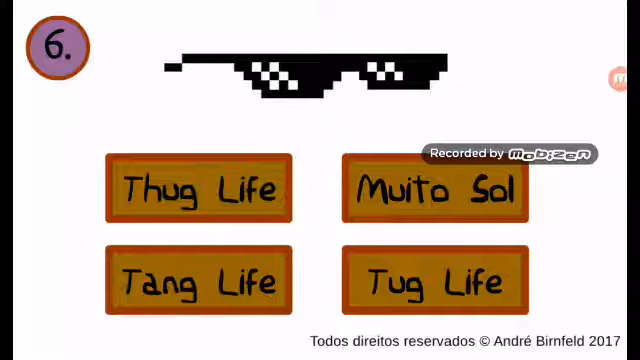 6.
Recorded by mobizen
Thug Life
Muito Sol
Tang Life
Tug Life
Todos direitos reservados © André Birnfeld 2017